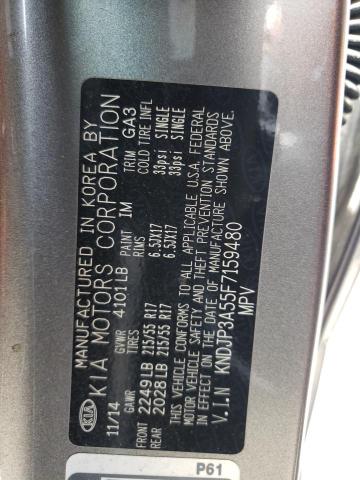 MANUFACTURED IN KOREA BY
KIA KIA MOTORS CORPORATION
11/14 GVWR 4101LB PAINT IM TRIM GA3
TIRES COLD TIRE INFL
FRONT 2249LB 215/55 R17 6.5JX17 33psi SINGLE
REAR 2028LB 215/55 R17 6.5JX17 33psi SINGLE
THIS VEHICLE CONFORMS TO ALL APPLICABLE U.S.A. FEDERAL
MOTOR VEHICLE SAFETY AND THEFT PREVENTION STANDARDS
IN EFFECT ON THE DATE OF MANUFACTURE SHOWN ABOVE.
V.I.N KNDJP3A55F7159480
MPV
P61